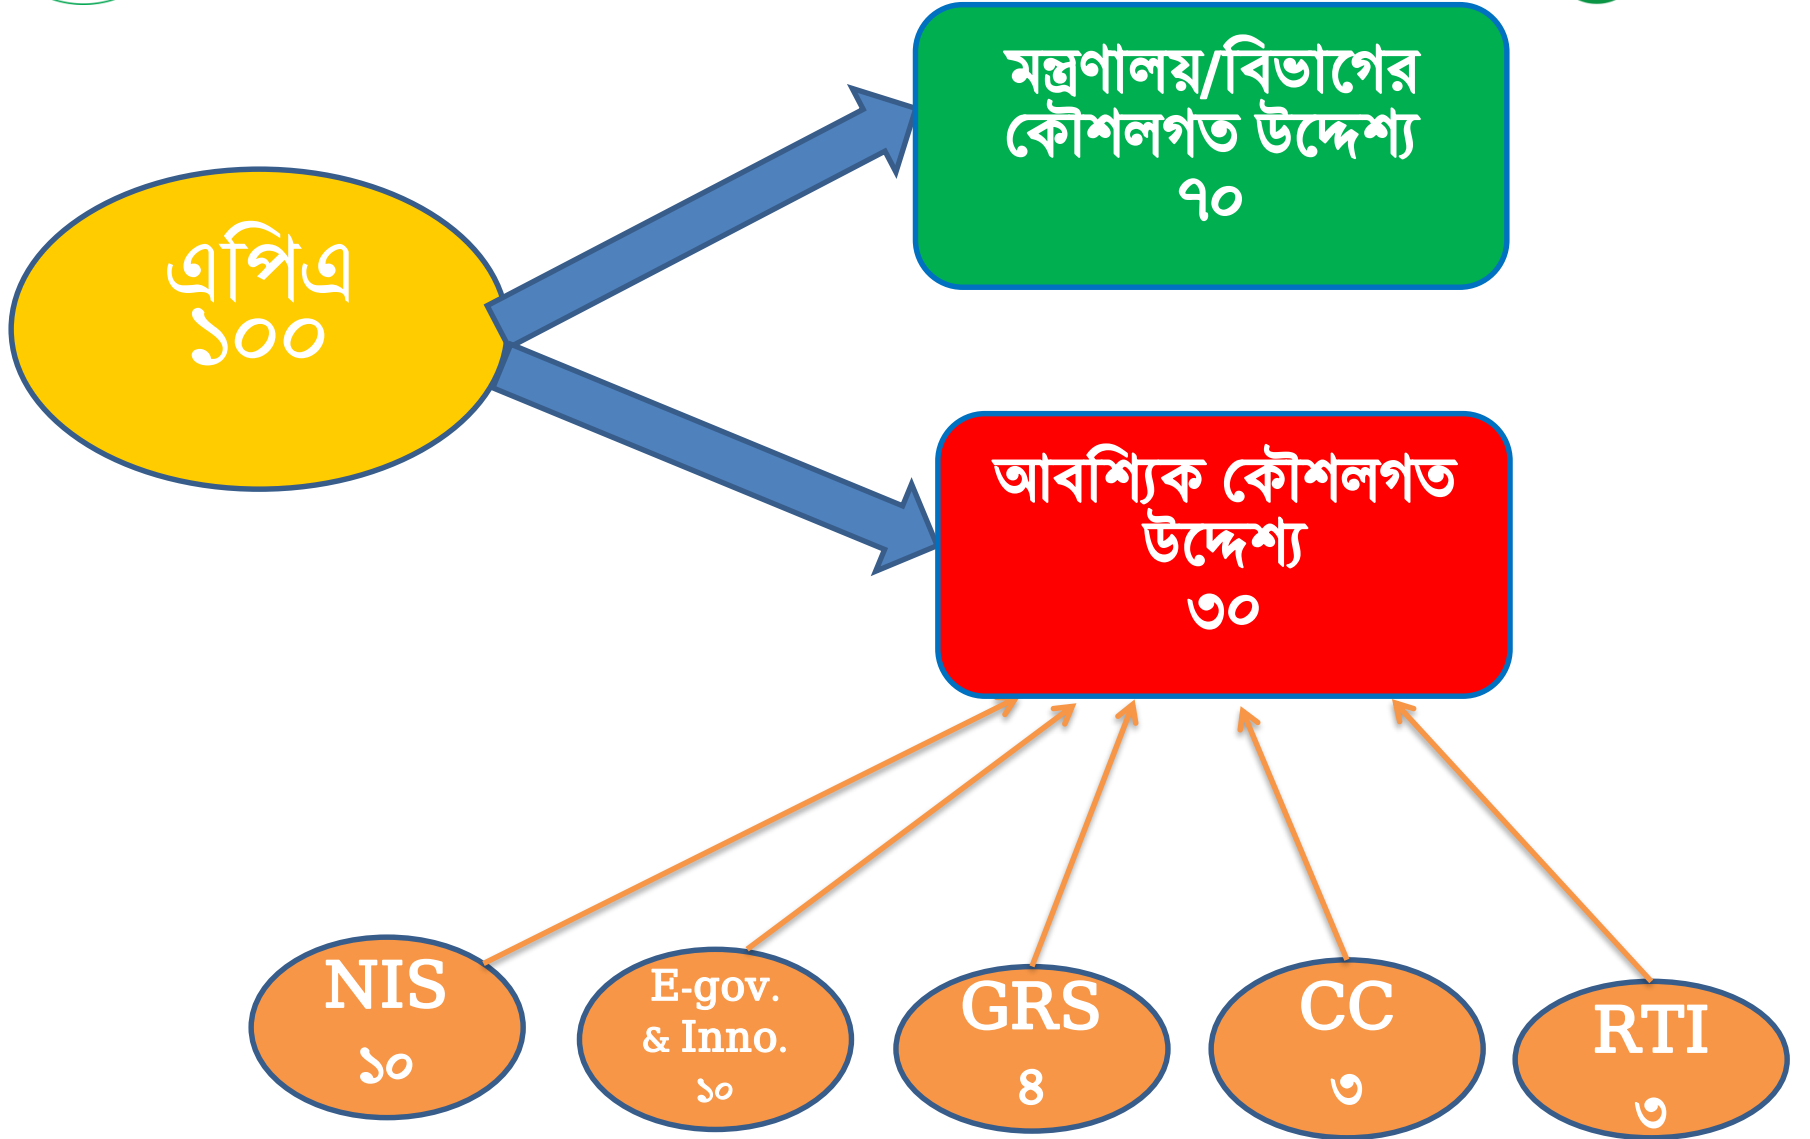 মন্ত্রণালয়/বিভাগের
কৌশলগত উদ্দেশ্য
৭০
এপিএ
১০০
আবশ্যিক কৌশলগত
উদ্দেশ্য
৩০
NIS
১০
E-gov.
& Inno.
১০
GRS
৪
CC
৩
RTI
৩